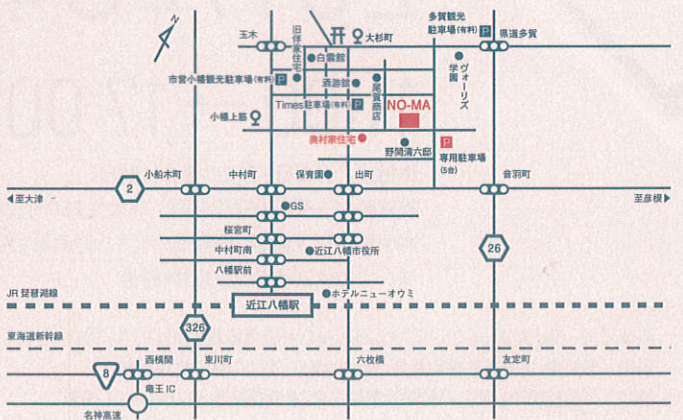 N
多賀観光
駐車場(有料) P
県道多賀
玉木
旧伴家住宅
大杉町
白雲館
ヴォーリズ
学園
市営小幡観光駐車場(有料) P
酒游館
尾賀商店
Times駐車場(有料) P
NO-MA
小幡上筋
奥村家住宅
野間清六邸
P
専用駐車場
(5台)
小船木町
中村町
保育園
出町
音羽町
2
至大津
至彦根
GS
桜宮町
中村町南
近江八幡市役所
26
八幡駅前
ホテルニューオウミ
JR琵琶湖線
近江八幡駅
326
東海道新幹線
西横関
東川町
六枚橋
友定町
8
竜王IC
名神高速